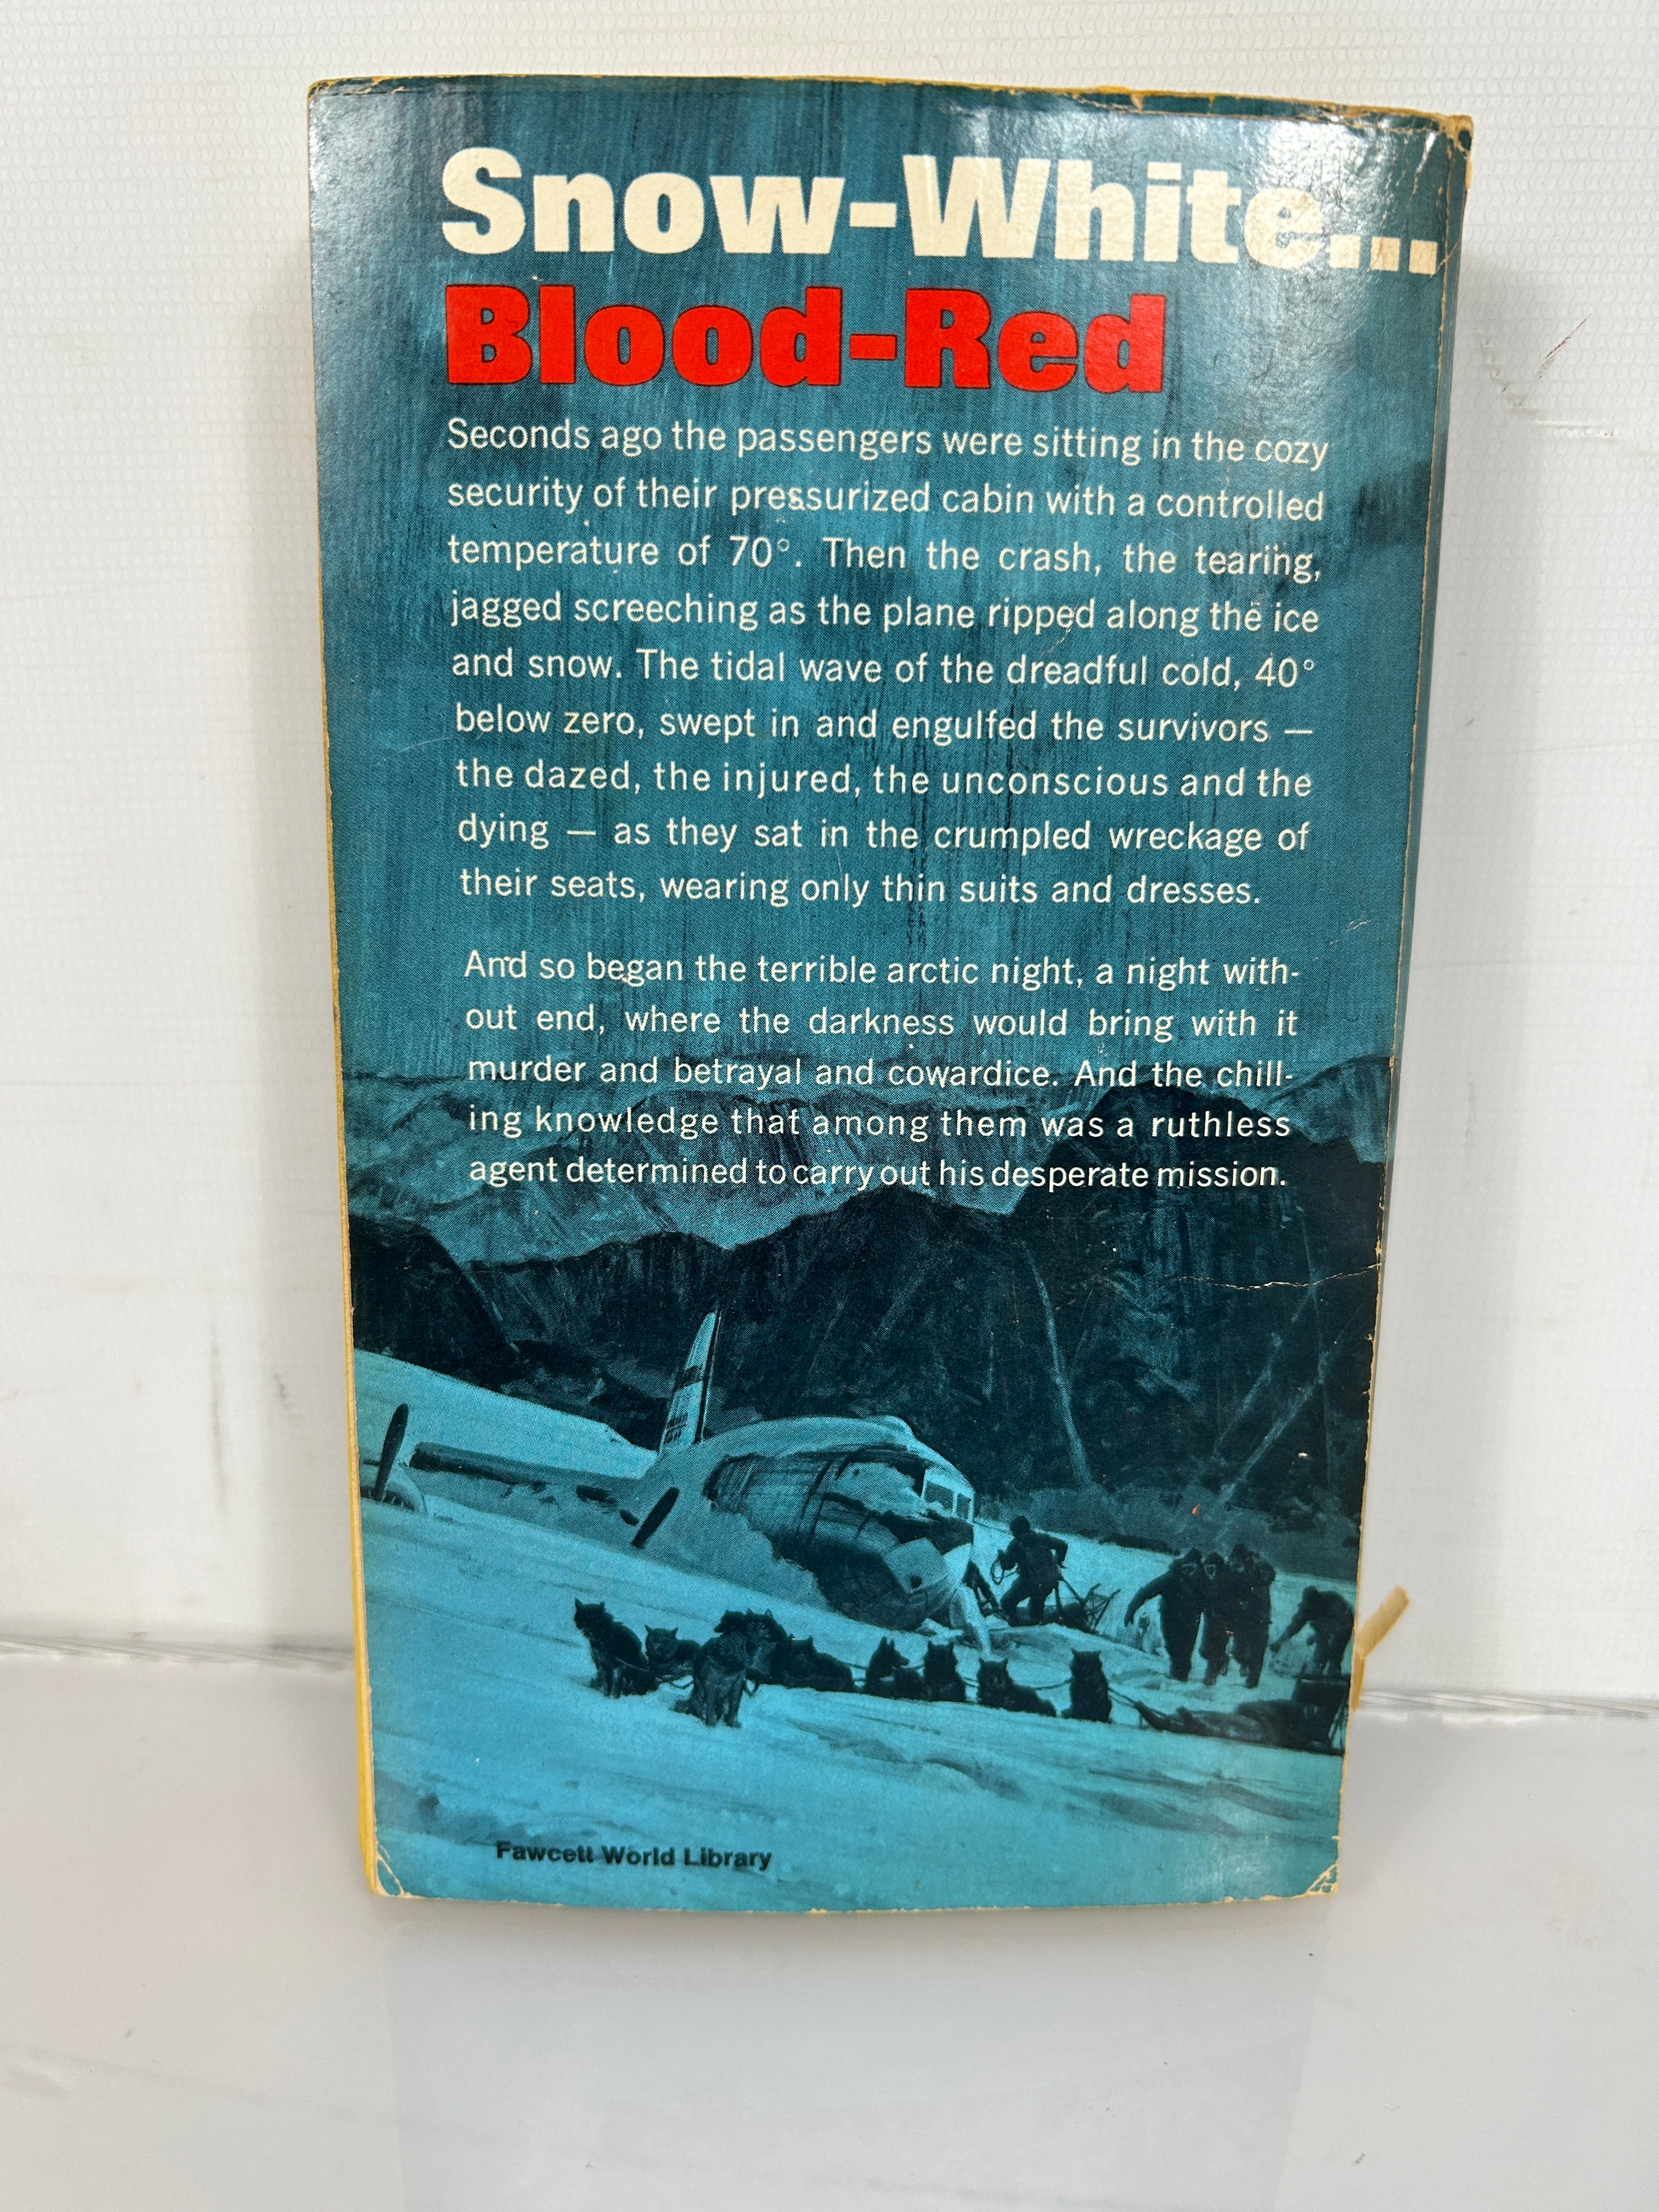 Snow-White...
Blood-Red
Seconds ago the passengers were sitting in the cozy
security of their pressurized cabin with a controlled
temperature of 70°. Then the crash, the tearing,
jagged screeching as the plane ripped along the ice
and snow. The tidal wave of the dreadful cold, 40°
below zero, swept in and engulfed the survivors —
the dazed, the injured, the unconscious and the
dying — as they sat in the crumpled wreckage of
their seats, wearing only thin suits and dresses.
And so began the terrible arctic night, a night with-
out end, where the darkness would bring with it
murder and betrayal and cowardice. And the chill-
ing knowledge that among them was a ruthless
agent determined to carry out his desperate mission.
Fawcett World Library